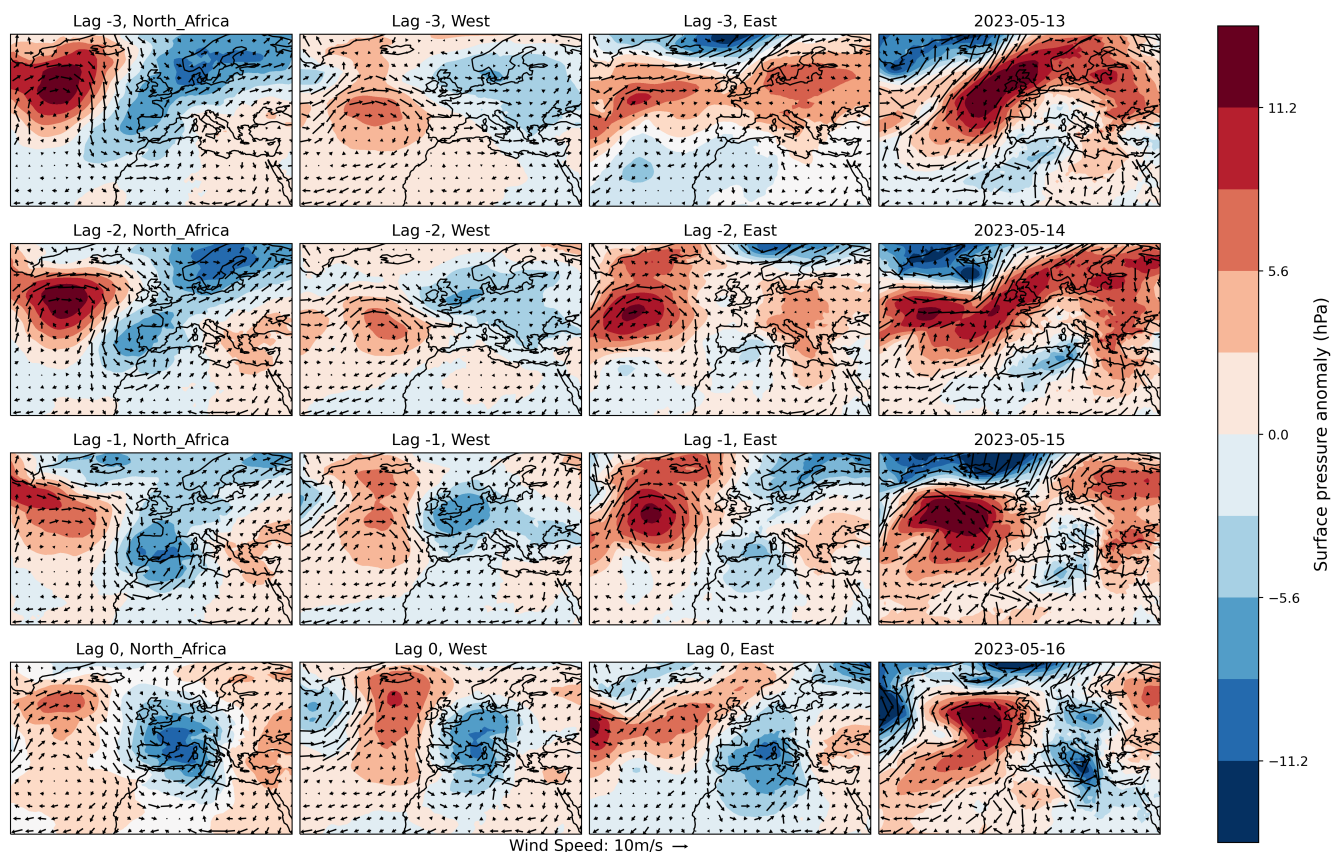 Lag -3, North_Africa
Lag -3, West
Lag -3, East
2023-05-13
Lag -2, North_Africa
Lag -2, West
Lag -2, East
2023-05-14
Lag -1, North_Africa
Lag -1, West
Lag -1, East
2023-05-15
Lag 0, North_Africa
Lag 0, West
Lag 0, East
2023-05-16
Wind Speed: 10m/s
11.2
5.6
0.0
−5.6
−11.2
Surface pressure anomaly (hPa)